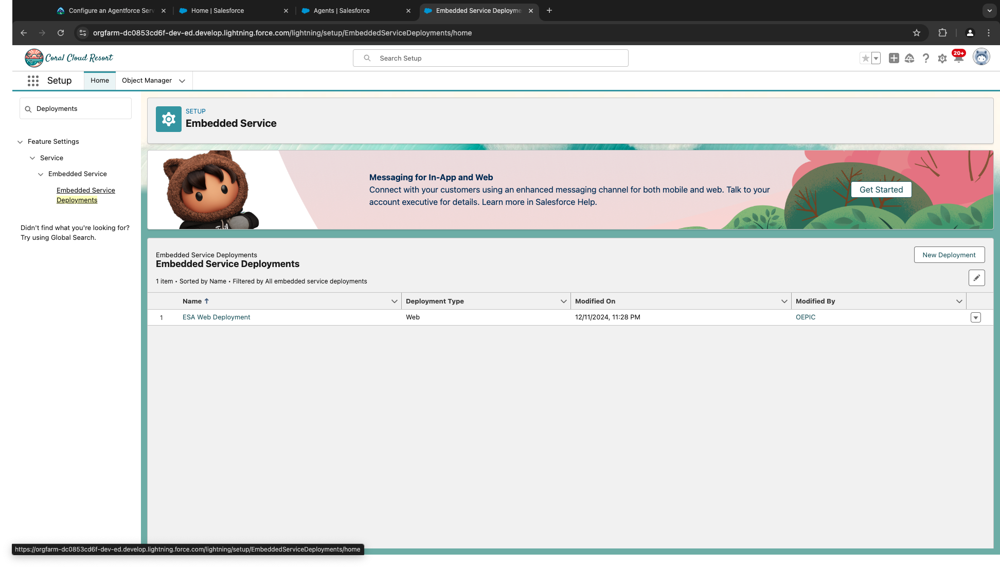 Configure an Agentforce Serv
Home | Salesforce
Agents | Salesforce
Embedded Service Deployme
orgfarm-dc0853cd6f-dev-ed.develop.lightning.force.com/lightning/setup/EmbeddedServiceDeployments/home
Coral Cloud Resort
Search Setup
20+
Setup
Home
Object Manager
Deployments
Feature Settings
Service
Embedded Service
Embedded Service
Deployments
Didn't find what you're looking for?
Try using Global Search.
SETUP
Embedded Service
Messaging for In-App and Web
Connect with your customers using an enhanced messaging channel for both mobile and web. Talk to your
account executive for details. Learn more in Salesforce Help.
Get Started
Embedded Service Deployments
Embedded Service Deployments
New Deployment
1 item • Sorted by Name • Filtered by All embedded service deployments
Name ↑ Deployment Type Modified On Modified By
1 ESA Web Deployment Web 12/11/2024, 11:28 PM OEPIC
https://orgfarm-dc0853cd6f-dev-ed.develop.lightning.force.com/lightning/setup/EmbeddedServiceDeployments/home